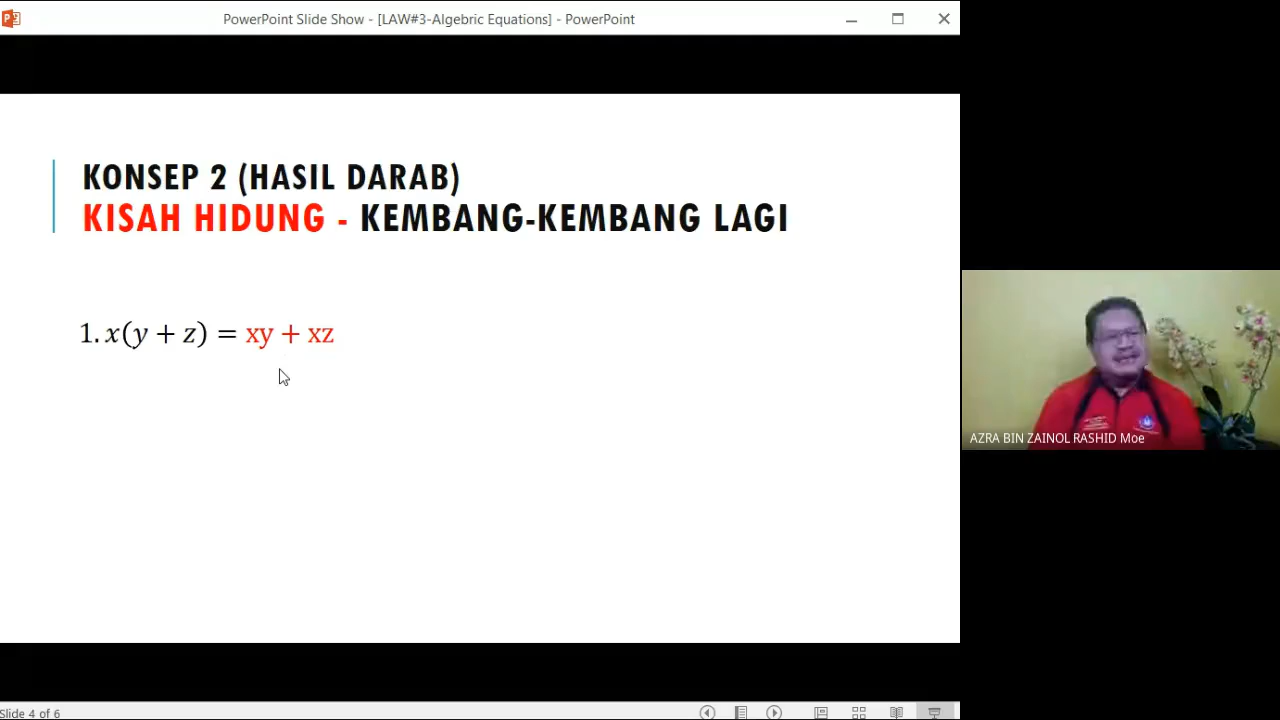 PowerPoint Slide Show - [LAW#3-Algebric Equations] - PowerPoint
KONSEP 2 (HASIL DARAB)
KISAH HIDUNG - KEMBANG-KEMBANG LAGI
1. x(y + z) = xy + xz
AZRA BIN ZAINOL RASHID Moe
Slide 4 of 6